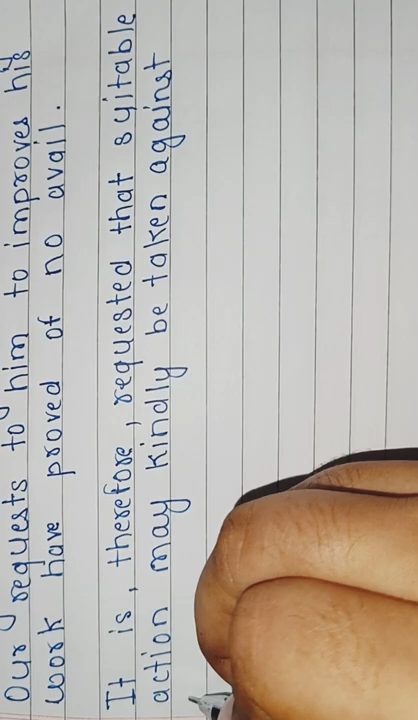 Our requests to him to improves his
work have proved of no avail.
It is, therefore, requested that suitable
action may kindly be taken against